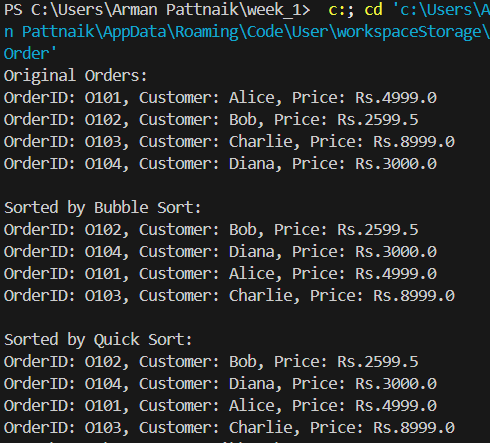 PS C:\Users\Arman Pattnaik\week_1>  c:; cd 'c:\Users\A
n Pattnaik\AppData\Roaming\Code\User\workspaceStorage\
Order'
Original Orders:
OrderID: O101, Customer: Alice, Price: Rs.4999.0
OrderID: O102, Customer: Bob, Price: Rs.2599.5
OrderID: O103, Customer: Charlie, Price: Rs.8999.0
OrderID: O104, Customer: Diana, Price: Rs.3000.0

Sorted by Bubble Sort:
OrderID: O102, Customer: Bob, Price: Rs.2599.5
OrderID: O104, Customer: Diana, Price: Rs.3000.0
OrderID: O101, Customer: Alice, Price: Rs.4999.0
OrderID: O103, Customer: Charlie, Price: Rs.8999.0

Sorted by Quick Sort:
OrderID: O102, Customer: Bob, Price: Rs.2599.5
OrderID: O104, Customer: Diana, Price: Rs.3000.0
OrderID: O101, Customer: Alice, Price: Rs.4999.0
OrderID: O103, Customer: Charlie, Price: Rs.8999.0